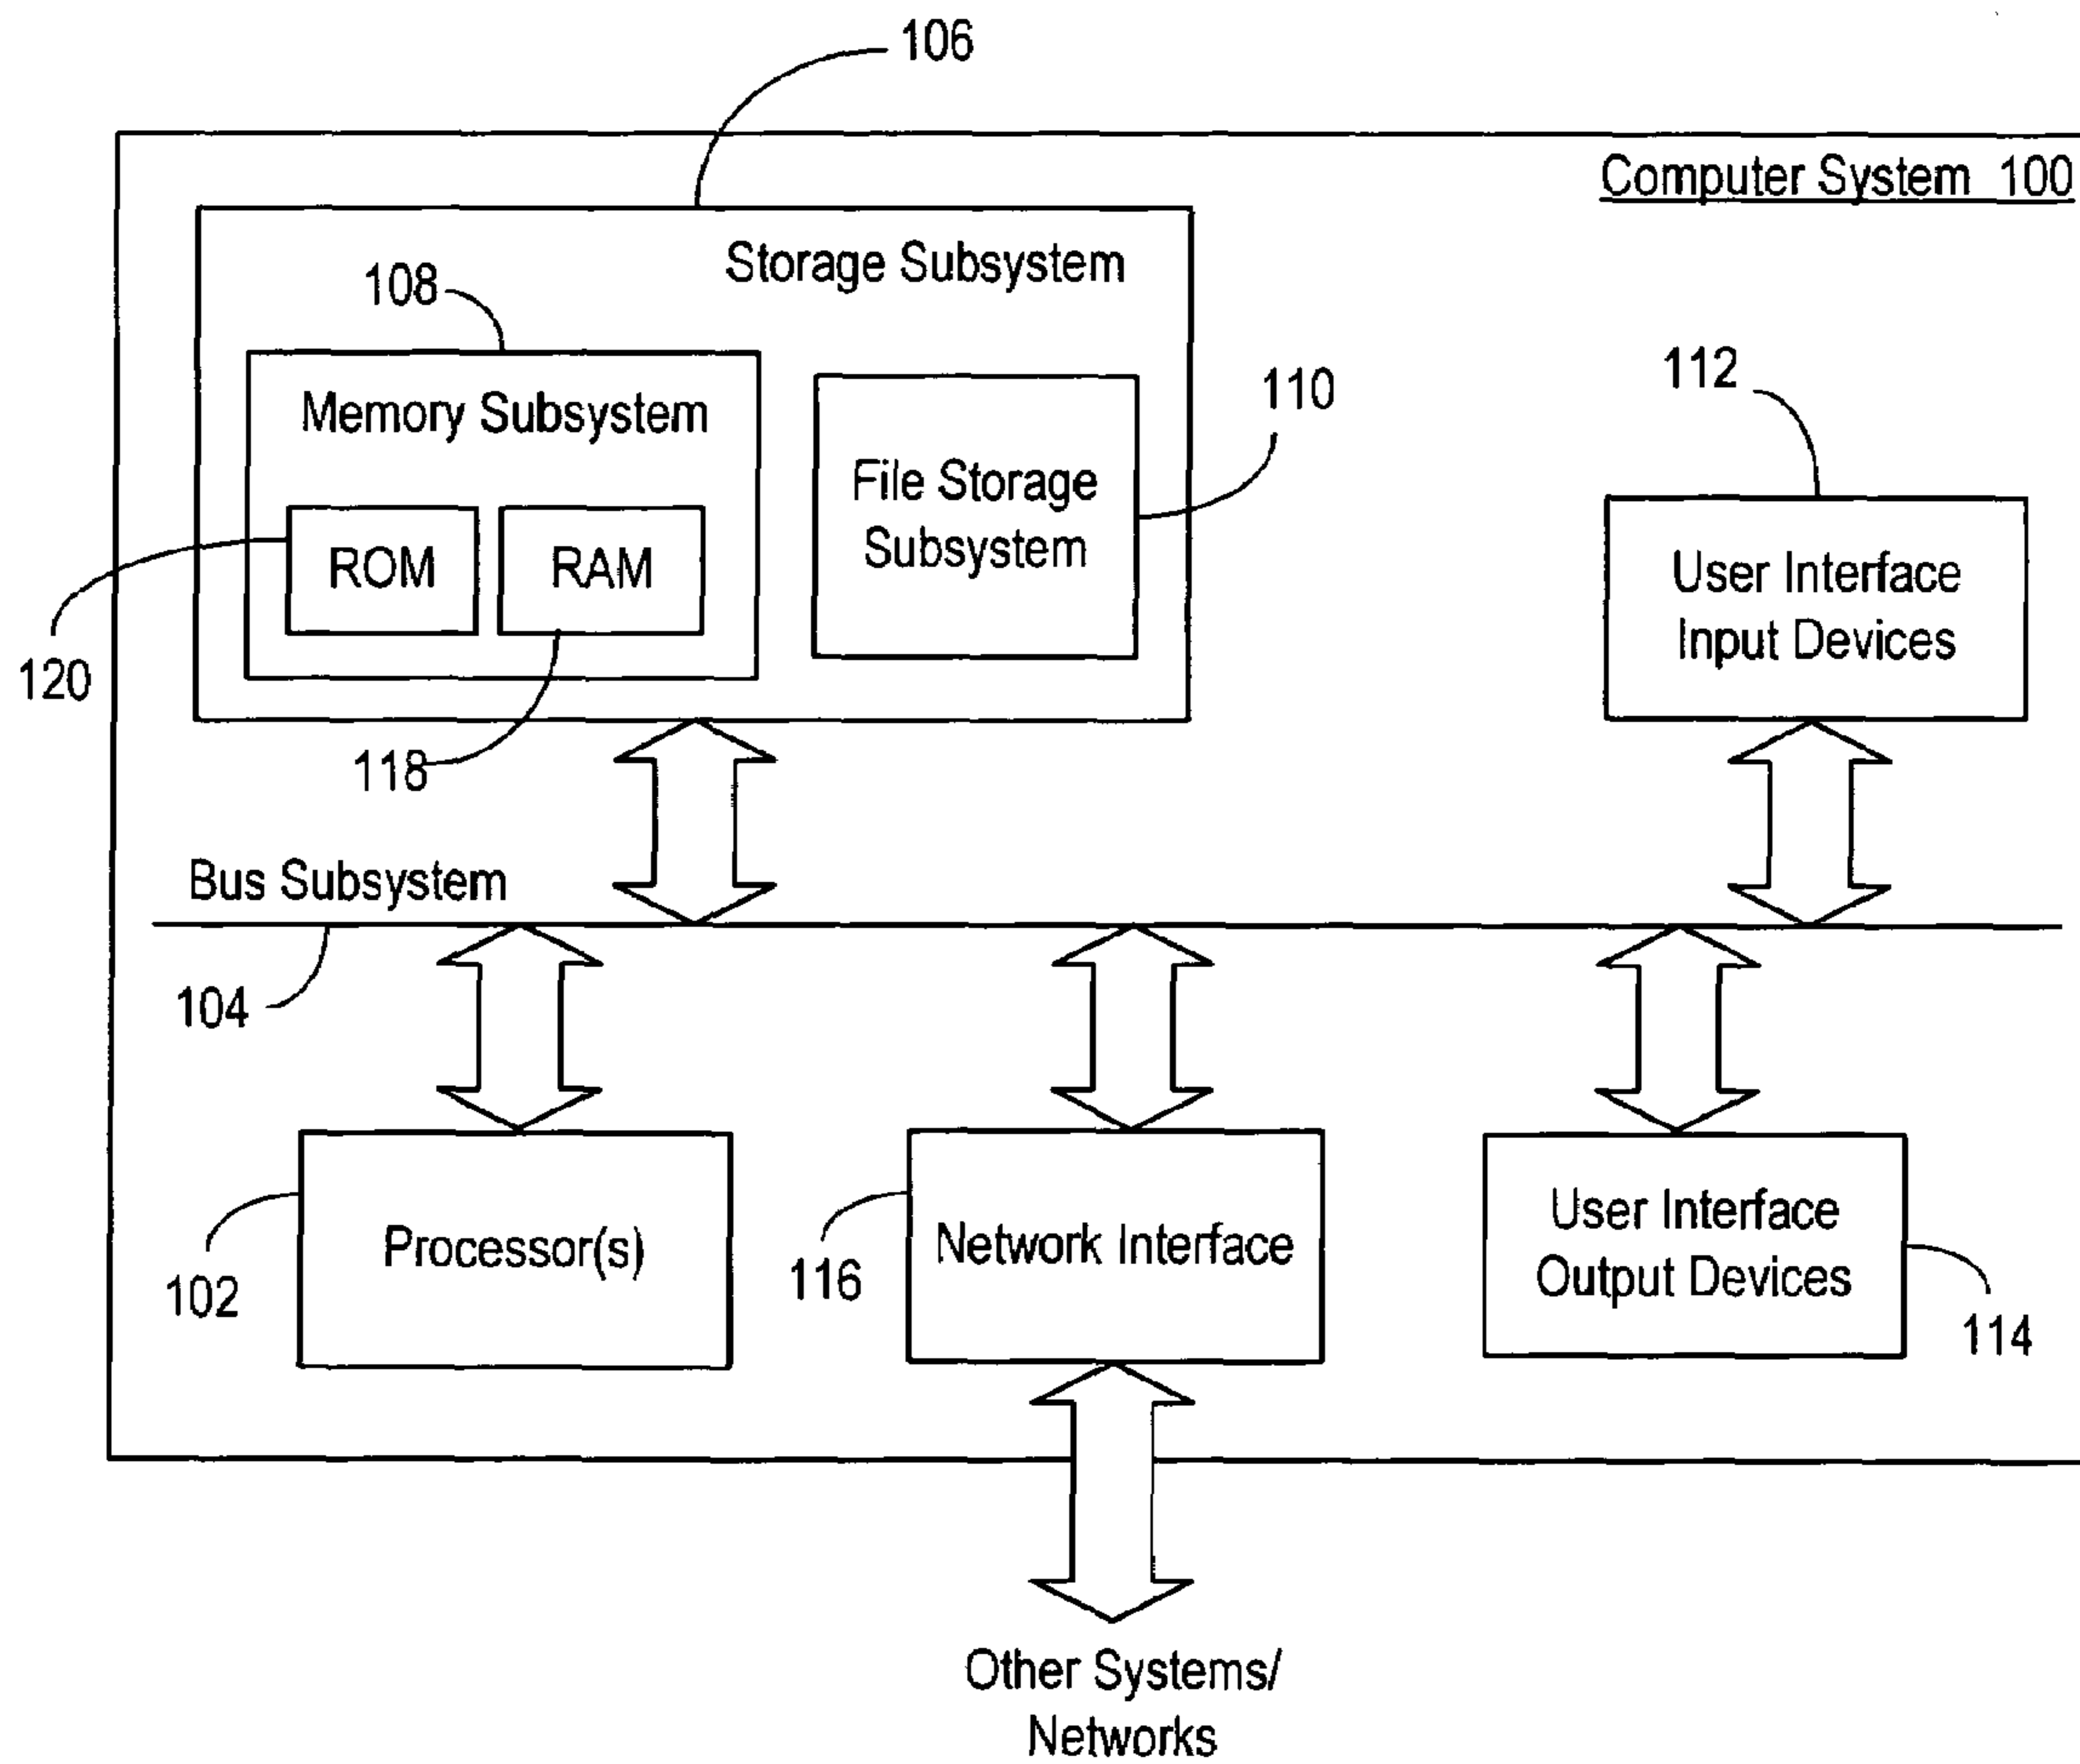 106
Computer System 100
Storage Subsystem
108
Memory Subsystem
110
File Storage
Subsystem
112
ROM
RAM
User Interface
Input Devices
120
118
Bus Subsystem
104
Processor(s)
102
Network Interface
116
User Interface
Output Devices
114
Other Systems/
Networks